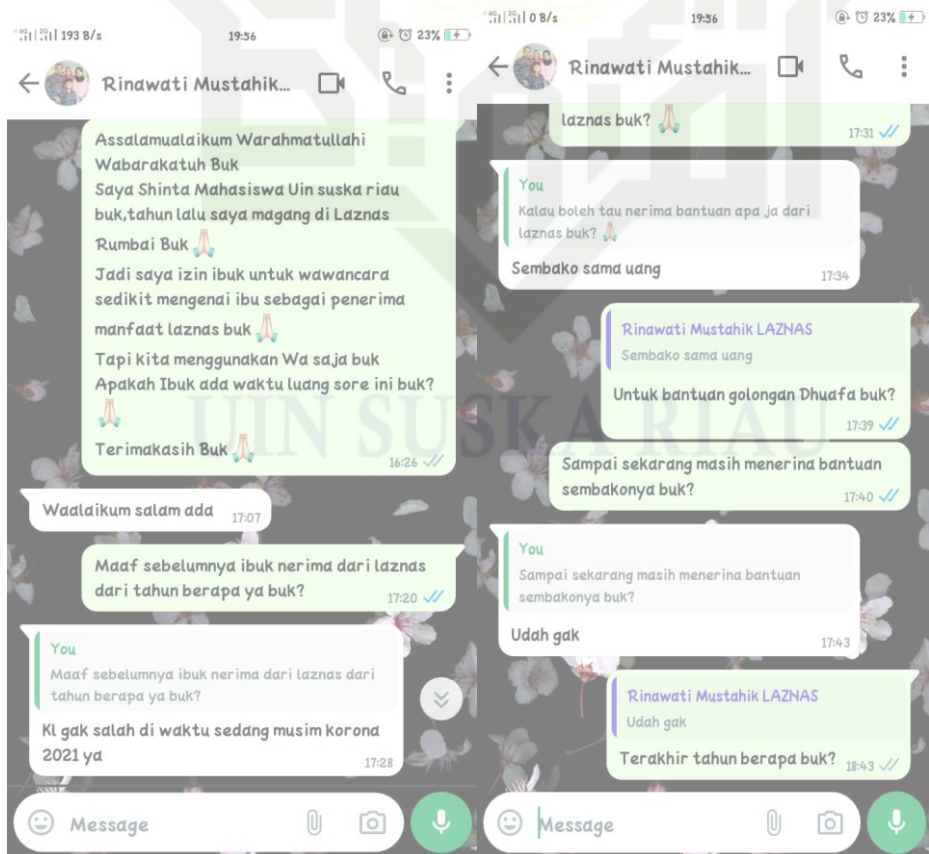 193 B/s
19:56
23%
Rinawati Mustahik...
Assalamualaikum Warahmatullahi
Wabarakatuh Buk
Saya Shinta Mahasiswa Uin suska riau
buk,tahun lalu saya magang di Laznas
Rumbai Buk 🙏🏻
Jadi saya izin ibuk untuk wawancara
sedikit mengenai ibu sebagai penerima
manfaat laznas buk 🙏🏻
Tapi kita menggunakan Wa saja buk
Apakah Ibuk ada waktu luang sore ini buk?
🙏🏻
Terimakasih Buk 🙏🏻
16:26
Waalaikum salam ada
17:07
Maaf sebelumnya ibuk nerima dari laznas
dari tahun berapa ya buk?
17:20
You
Maaf sebelumnya ibuk nerima dari laznas dari
tahun berapa ya buk?
Kl gak salah di waktu sedang musim korona
2021 ya
17:28
Message
0 B/s
19:56
23%
Rinawati Mustahik...
laznas buk? 🙏🏻
17:31
You
Kalau boleh tau nerima bantuan apa ja dari
laznas buk? 🙏🏻
Sembako sama uang
17:34
Rinawati Mustahik LAZNAS
Sembako sama uang
Untuk bantuan golongan Dhuafa buk?
17:39
Sampai sekarang masih menerina bantuan
sembakonya buk?
17:40
You
Sampai sekarang masih menerina bantuan
sembakonya buk?
Udah gak
17:43
Rinawati Mustahik LAZNAS
Udah gak
Terakhir tahun berapa buk?
18:43
Message
UIN SUSKA RIAU